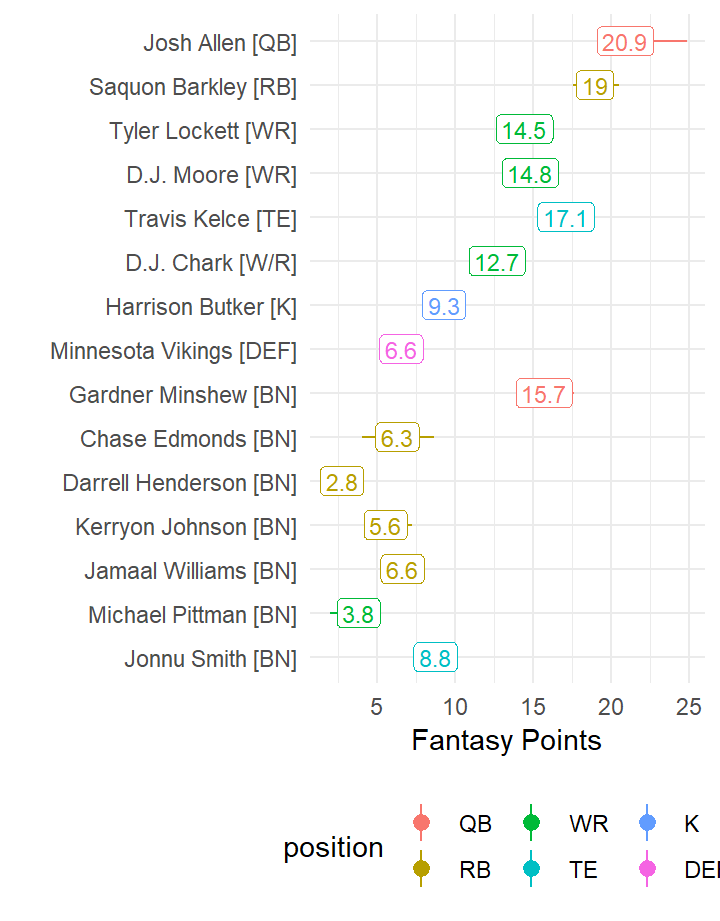 Josh Allen [QB] 20.9
Saquon Barkley [RB] 19
Tyler Lockett [WR] 14.5
D.J. Moore [WR] 14.8
Travis Kelce [TE] 17.1
D.J. Chark [W/R] 12.7
Harrison Butker [K] 9.3
Minnesota Vikings [DEF] 6.6
Gardner Minshew [BN] 15.7
Chase Edmonds [BN] 6.3
Darrell Henderson [BN] 2.8
Kerryon Johnson [BN] 5.6
Jamaal Williams [BN] 6.6
Michael Pittman [BN] 3.8
Jonnu Smith [BN] 8.8
5 10 15 20 25
Fantasy Points
position QB WR K
RB TE